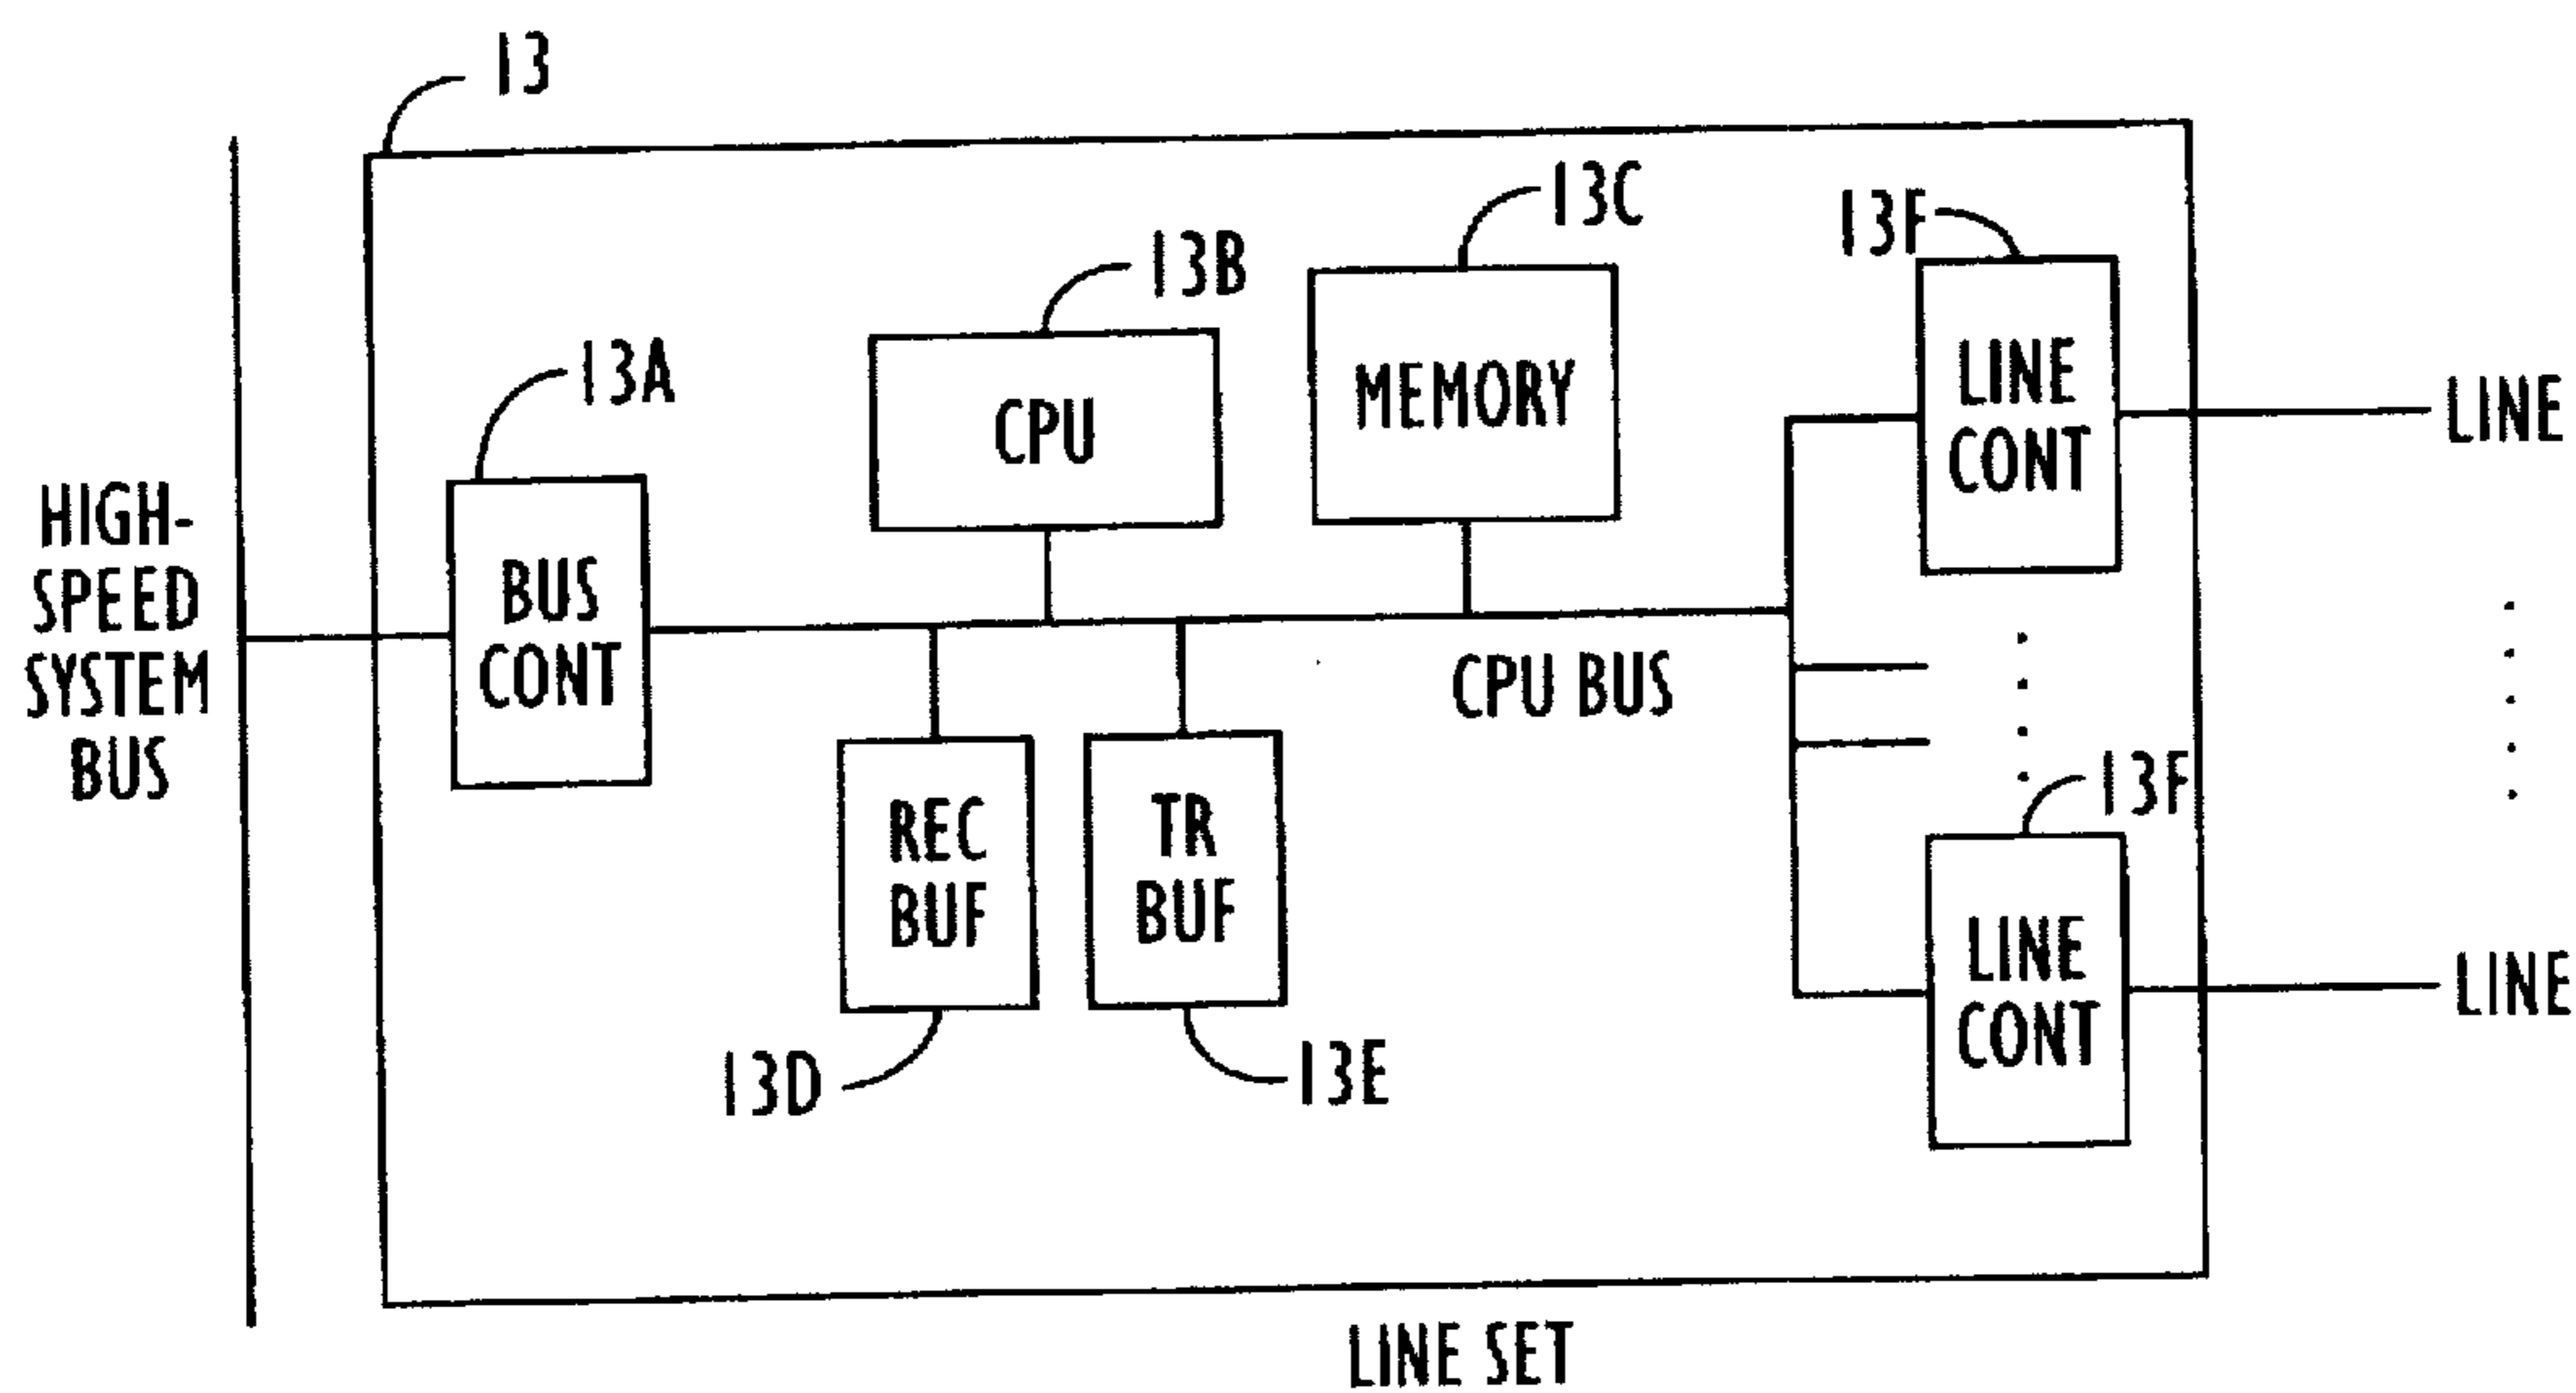 13
13C
13F
13B
13A
LINE
CONT
MEMORY
LINE
CPU
HIGH-
SPEED
SYSTEM
BUS
BUS
CONT
CPU BUS
13F
REC
BUF
TR
BUF
LINE
CONT
LINE
13D
13E
LINE SET